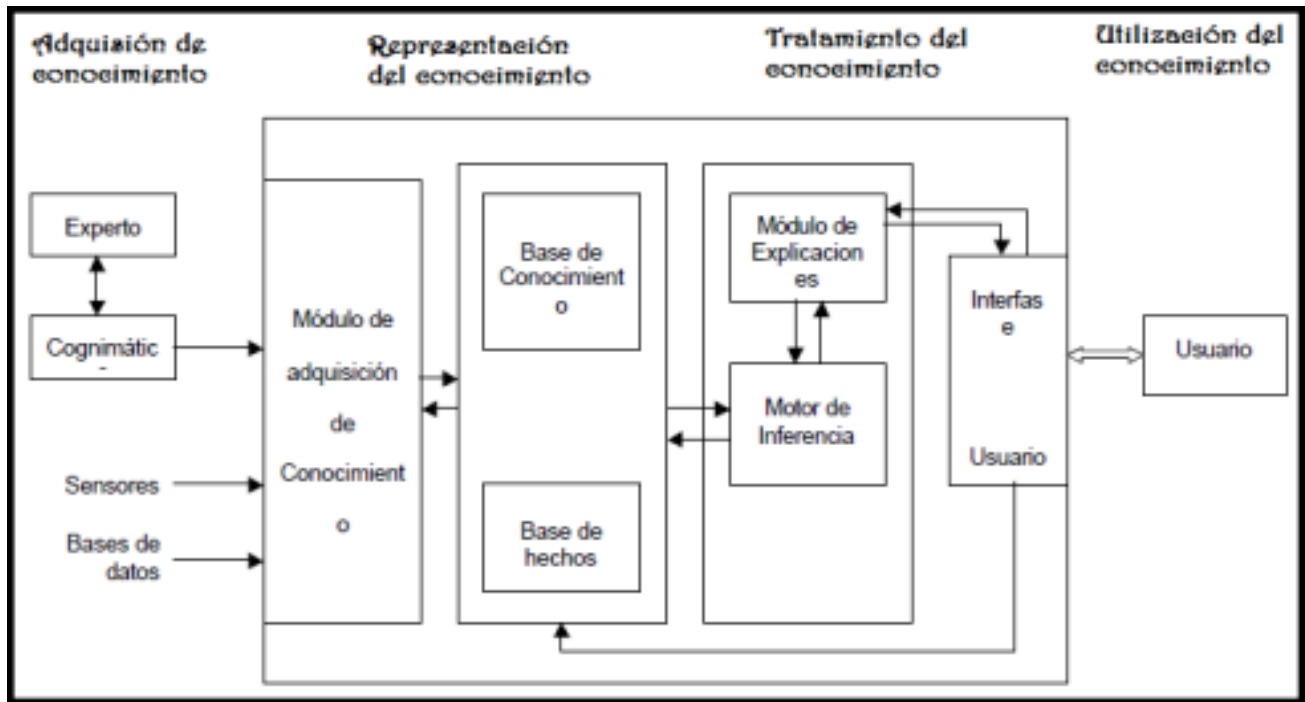 Adquisión de
conocimiento
Representación
del conocimiento
Tratamiento del
conocimiento
Utilización del
conocimiento
Experto
Cognimátic
Sensores
Bases de
datos
Módulo de
adquisición
de
Conocimient
o
Base de
Conocimient
o
Base de
hechos
Módulo de
Explicacion
es
Motor de
Inferencia
Interfas
e
Usuario
Usuario